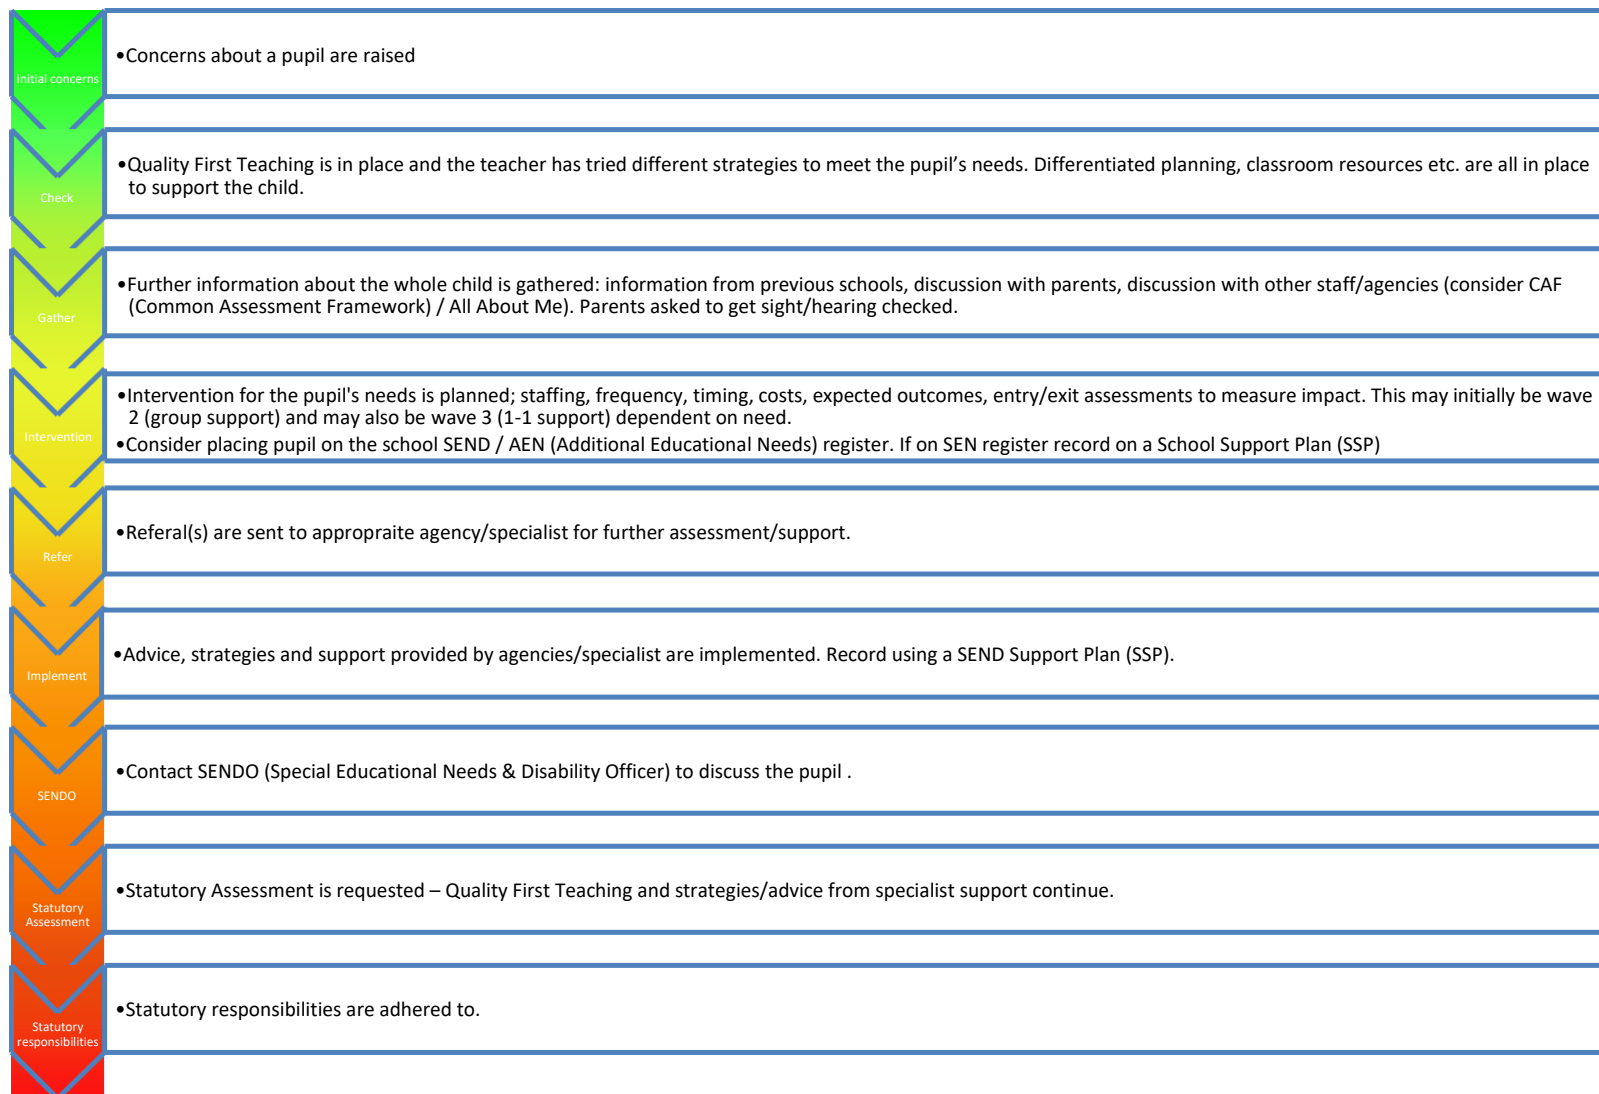 Initial concerns
•Concerns about a pupil are raised
Check
•Quality First Teaching is in place and the teacher has tried different strategies to meet the pupil’s needs. Differentiated planning, classroom resources etc. are all in place
to support the child.
Gather
•Further information about the whole child is gathered: information from previous schools, discussion with parents, discussion with other staff/agencies (consider CAF
(Common Assessment Framework) / All About Me). Parents asked to get sight/hearing checked.
Intervention
•Intervention for the pupil's needs is planned; staffing, frequency, timing, costs, expected outcomes, entry/exit assessments to measure impact. This may initially be wave
2 (group support) and may also be wave 3 (1-1 support) dependent on need.
•Consider placing pupil on the school SEND / AEN (Additional Educational Needs) register. If on SEN register record on a School Support Plan (SSP)
Refer
•Referal(s) are sent to appropraite agency/specialist for further assessment/support.
Implement
•Advice, strategies and support provided by agencies/specialist are implemented. Record using a SEND Support Plan (SSP).
SENDO
•Contact SENDO (Special Educational Needs & Disability Officer) to discuss the pupil .
Statutory
Assessment
•Statutory Assessment is requested – Quality First Teaching and strategies/advice from specialist support continue.
Statutory
responsibilities
•Statutory responsibilities are adhered to.